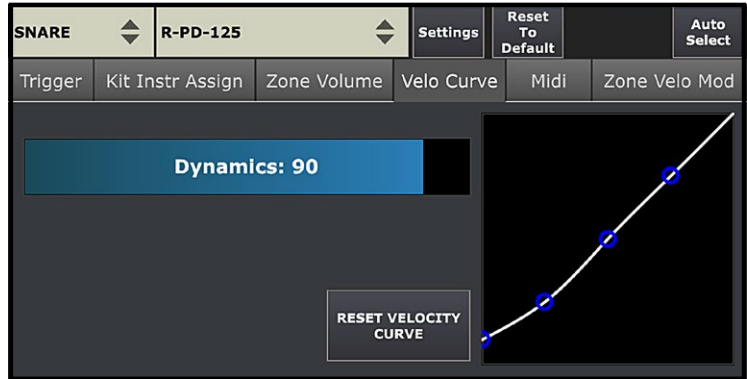 SNARE R-PD-125 Settings Reset To Default Auto Select
Trigger Kit Instr Assign Zone Volume Velo Curve Midi Zone Velo Mod
Dynamics: 90
RESET VELOCITY
CURVE